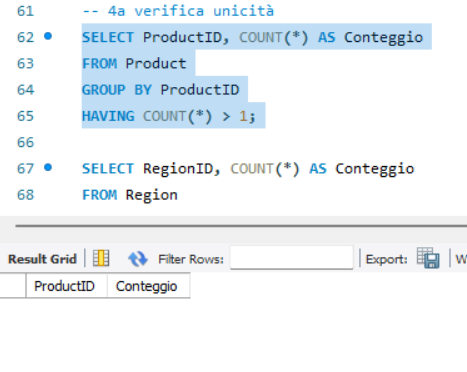 61 -- 4a verifica unicità
62 SELECT ProductID, COUNT(*) AS Conteggio
63 FROM Product
64 GROUP BY ProductID
65 HAVING COUNT(*) > 1;
66
67 SELECT RegionID, COUNT(*) AS Conteggio
68 FROM Region
Result Grid Filter Rows: Export: W
ProductID Conteggio